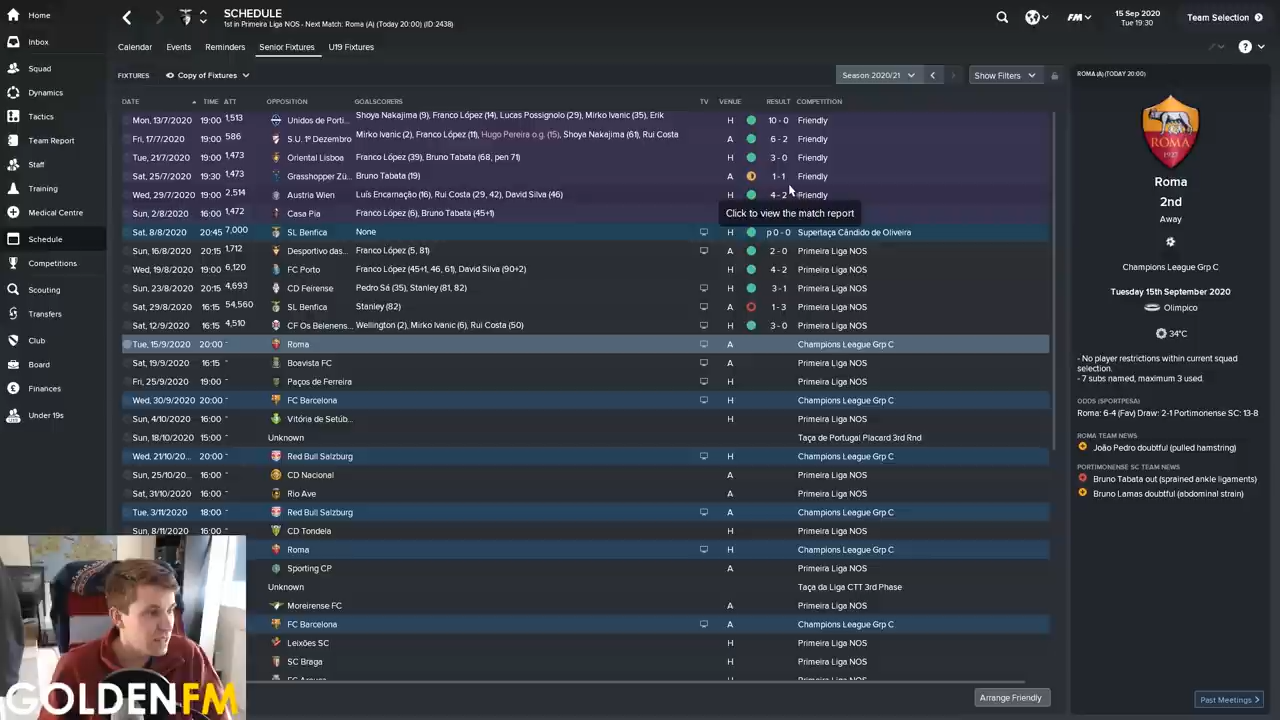 Home
SCHEDULE
1st in Primeira Liga NOS - Next Match: Roma (A) (Today 20:00) (ID 2438)
FM
15 Sep 2020
Tue 19:30
Team Selection
Inbox
Calendar Events Reminders Senior Fixtures U19 Fixtures
Squad
FIXTURES Copy of Fixtures Season 2020/21 Show Filters
Dynamics
Tactics
Team Report
Staff
Training
Medical Centre
Schedule
Competitions
Scouting
Transfers
Club
Board
Finances
Under 19s
DATE TIME ATT OPPOSITION GOALSCORERS TV VENUE RESULT COMPETITION
Mon, 13/7/2020 19:00 1,513 Unidos de Porti... Shoya Nakajima (9), Franco López (14), Lucas Possignolo (29), Mirko Ivanic (35), Erik H 10 - 0 Friendly
Fri, 17/7/2020 19:00 586 S.U. 1º Dezembro Mirko Ivanic (2), Franco López (11), Hugo Pereira o.g. (15), Shoya Nakajima (61), Rui Costa A 6 - 2 Friendly
Tue, 21/7/2020 19:00 1,473 Oriental Lisboa Franco López (39), Bruno Tabata (68, pen 71) H 3 - 0 Friendly
Sat, 25/7/2020 19:30 1,473 Grasshopper Zü... Bruno Tabata (19) A 1-1 Friendly
Wed, 29/7/2020 19:00 2,514 Austria Wien Luís Encarnação (16), Rui Costa (29, 42), David Silva (46) H 4 - 2 Friendly
Sun, 2/8/2020 16:00 1,472 Casa Pia Franco López (6), Bruno Tabata (45+1)
Click to view the match report
Sat, 8/8/2020 20:45 7,000 SL Benfica None H p 0 - 0 Supertaça Cândido de Oliveira
Sun, 16/8/2020 20:15 1,712 Desportivo das... Franco López (5, 81) A 2 - 0 Primeira Liga NOS
Wed, 19/8/2020 19:00 6,120 FC Porto Franco López (45+1, 46, 61), David Silva (90+2) H 4 - 2 Primeira Liga NOS
Sun, 23/8/2020 20:15 4,693 CD Feirense Pedro Sá (35), Stanley (81, 82) H 3 - 1 Primeira Liga NOS
Sat, 29/8/2020 16:15 54,560 SL Benfica Stanley (82) A 1 - 3 Primeira Liga NOS
Sat, 12/9/2020 16:15 4,510 CF Os Belenens... Wellington (2), Mirko Ivanic (6), Rui Costa (50) H 3 - 0 Primeira Liga NOS
Tue, 15/9/2020 20:00 - Roma A Champions League Grp C
Sat, 19/9/2020 16:15 - Boavista FC A Primeira Liga NOS
Fri, 25/9/2020 19:00 - Paços de Ferreira H Primeira Liga NOS
Wed, 30/9/2020 20:00 - FC Barcelona H Champions League Grp C
Sun, 4/10/2020 16:00 - Vitória de Setúb... H Primeira Liga NOS
Sun, 18/10/2020 15:00 - Unknown Taça de Portugal Placard 3rd Rnd
Wed, 21/10/20... 20:00 - Red Bull Salzburg H Champions League Grp C
Sun, 25/10/20... 16:00 - CD Nacional A Primeira Liga NOS
Sat, 31/10/2020 16:00 - Rio Ave A Primeira Liga NOS
Tue, 3/11/2020 18:00 - Red Bull Salzburg A Champions League Grp C
Sun, 8/11/2020 16:00 - CD Tondela H Primeira Liga NOS
Roma H Champions League Grp C
Sporting CP A Primeira Liga NOS
Unknown Taça da Liga CTT 3rd Phase
Moreirense FC A Primeira Liga NOS
FC Barcelona A Champions League Grp C
Leixões SC H Primeira Liga NOS
SC Braga H Primeira Liga NOS
FC Arouca H Primeira Liga NOS
Arrange Friendly
ROMA (A) (TODAY 20:00)
ROMA
1927
Roma
2nd
Away
Champions League Grp C
Tuesday 15th September 2020
Olimpico
34°C
- No player restrictions within current squad
selection.
- 7 subs named, maximum 3 used.
ODDS (SPORTPESA)
Roma: 6-4 (Fav) Draw: 2-1 Portimonense SC: 13-8
ROMA TEAM NEWS
João Pedro doubtful (pulled hamstring)
PORTIMONENSE SC TEAM NEWS
Bruno Tabata out (sprained ankle ligaments)
Bruno Lamas doubtful (abdominal strain)
Past Meetings
GOLDENFM